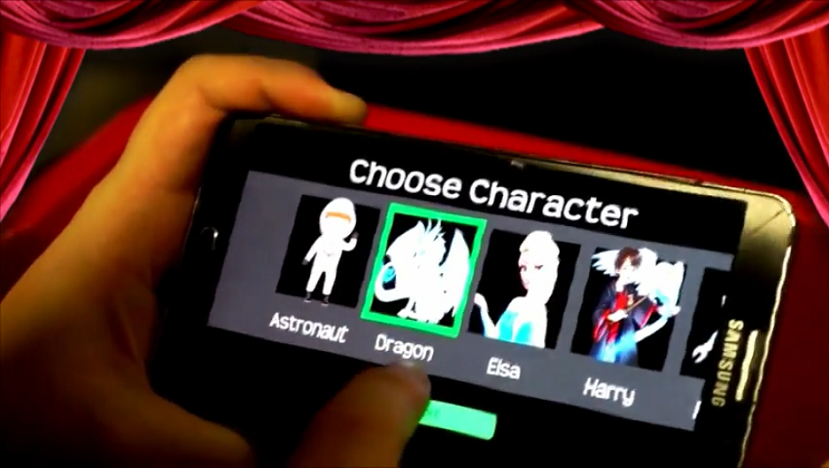 Choose Character
Astronaut
Dragon
Elsa
Harry
SAMSUNG